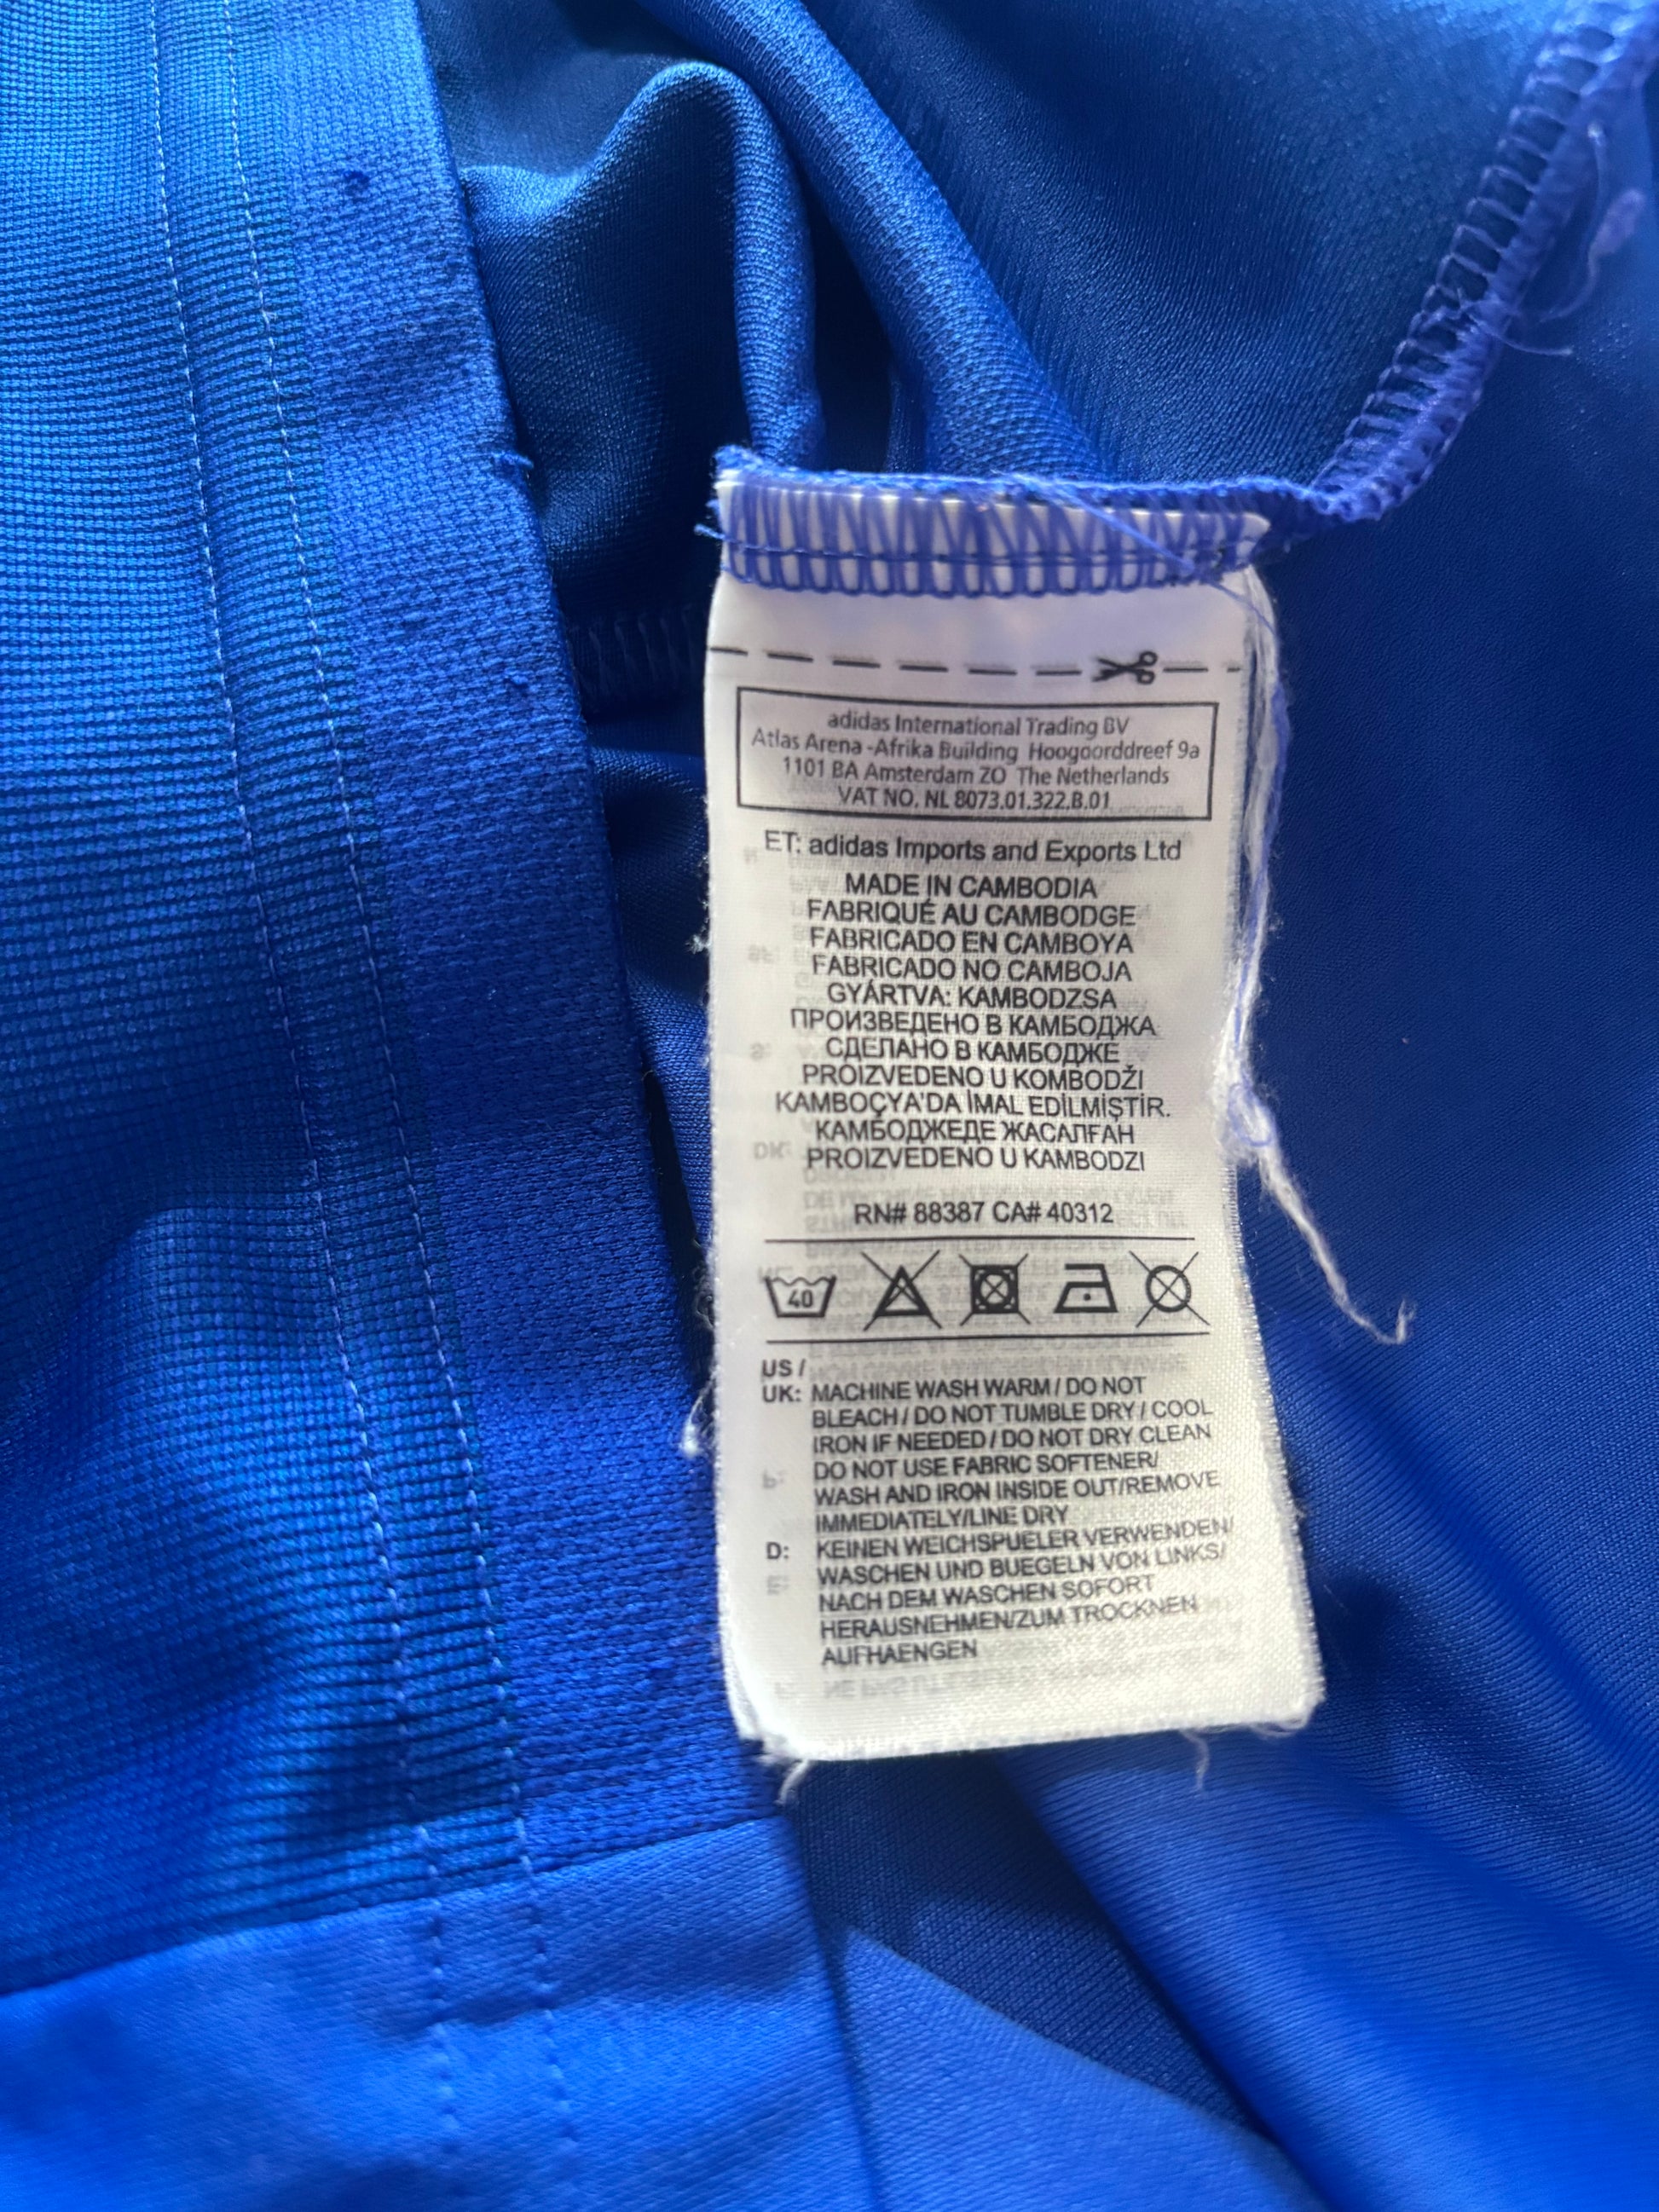 adidas International Trading BV
Atlas Arena -Afrika Building Hoogoorddreef 9a
1101 BA Amsterdam ZO The Netherlands
VAT NO. NL 8073.01.322.B.01
ET: adidas Imports and Exports Ltd
MADE IN CAMBODIA
FABRIQUÉ AU CAMBODGE
FABRICADO EN CAMBOYA
FABRICADO NO CAMBOJA
GYÁRTVA: KAMBODZSA
ПРОИЗВЕДЕНО В КАМБОДЖА
СДЕЛАНО В КАМБОДЖЕ
PROIZVEDENO U KOMBODŽI
KAMBOÇYA'DA İMAL EDİLMİŞTİR.
КАМБОДЖЕДЕ ЖАСАЛҒАН
PROIZVEDENO U KAMBODZI
RN# 88387 CA# 40312
40
US /
UK: MACHINE WASH WARM / DO NOT
BLEACH / DO NOT TUMBLE DRY / COOL
IRON IF NEEDED / DO NOT DRY CLEAN
DO NOT USE FABRIC SOFTENER/
WASH AND IRON INSIDE OUT/REMOVE
IMMEDIATELY/LINE DRY
D: KEINEN WEICHSPUELER VERWENDEN/
WASCHEN UND BUEGELN VON LINKS/
NACH DEM WASCHEN SOFORT
HERAUSNEHMEN/ZUM TROCKNEN
AUFHAENGEN